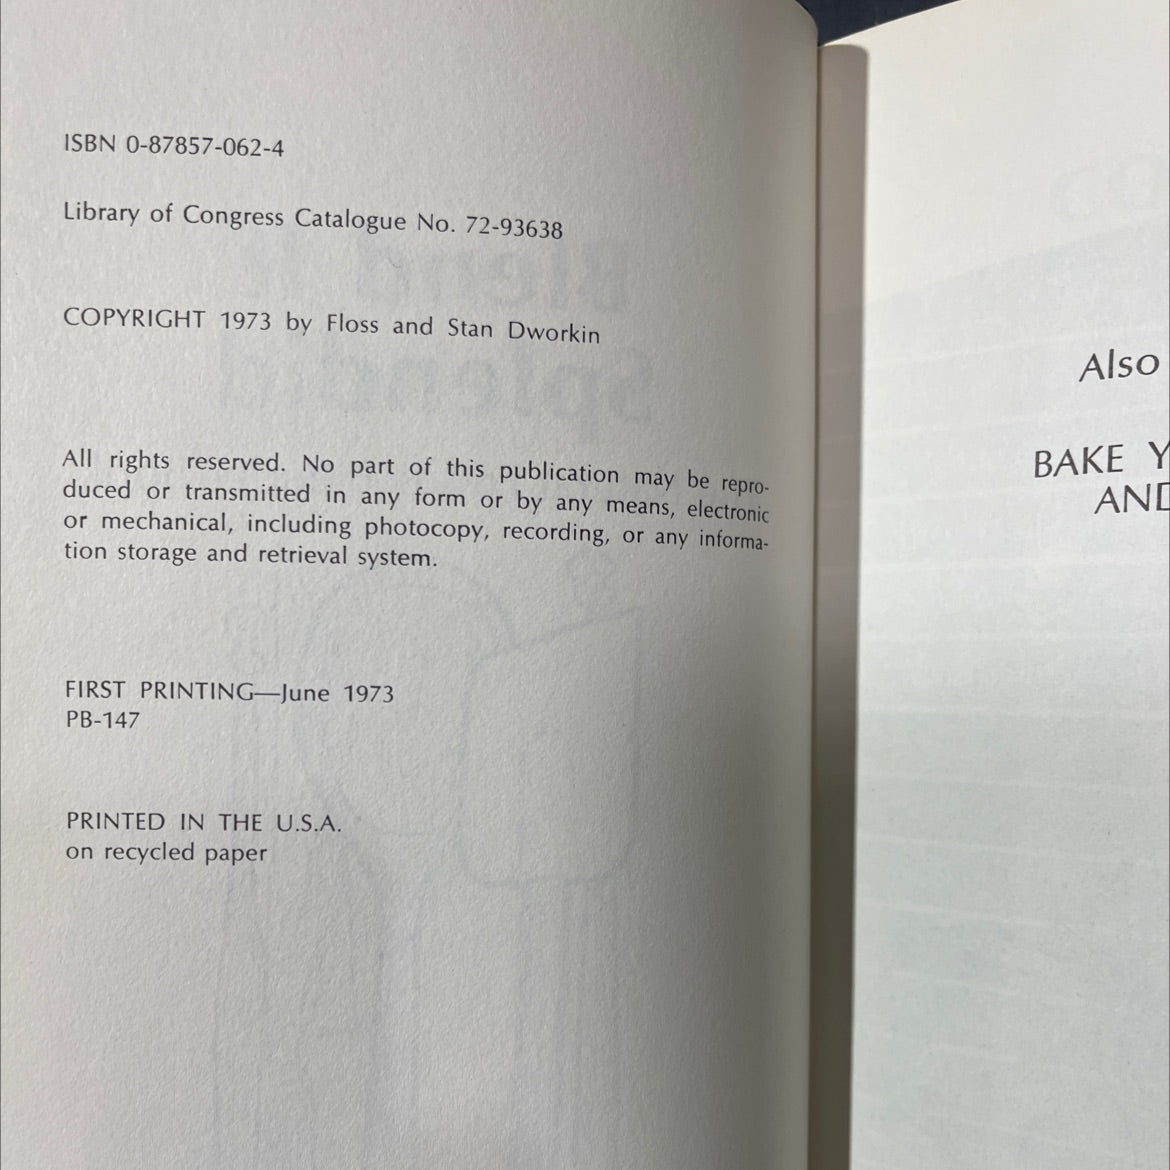 ISBN 0-87857-062-4
Library of Congress Catalogue No. 72-93638
COPYRIGHT 1973 by Floss and Stan Dworkin
All rights reserved. No part of this publication may be repro-
duced or transmitted in any form or by any means, electronic
or mechanical, including photocopy, recording, or any informa-
tion storage and retrieval system.
FIRST PRINTING—June 1973
PB-147
PRINTED IN THE U.S.A.
on recycled paper
Also
BAKE Y
AND